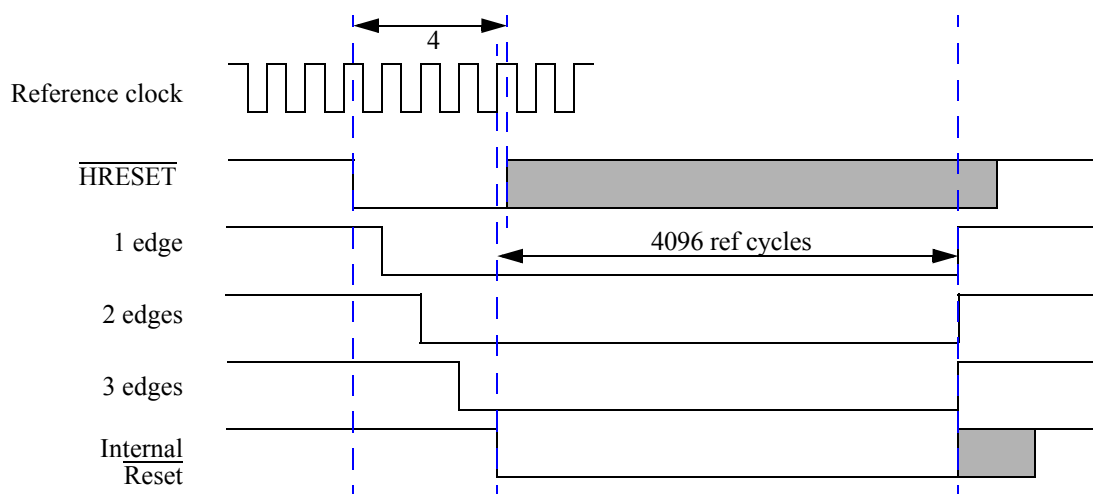 4
Reference clock
HRESET
1 edge
4096 ref cycles
2 edges
3 edges
Internal
Reset